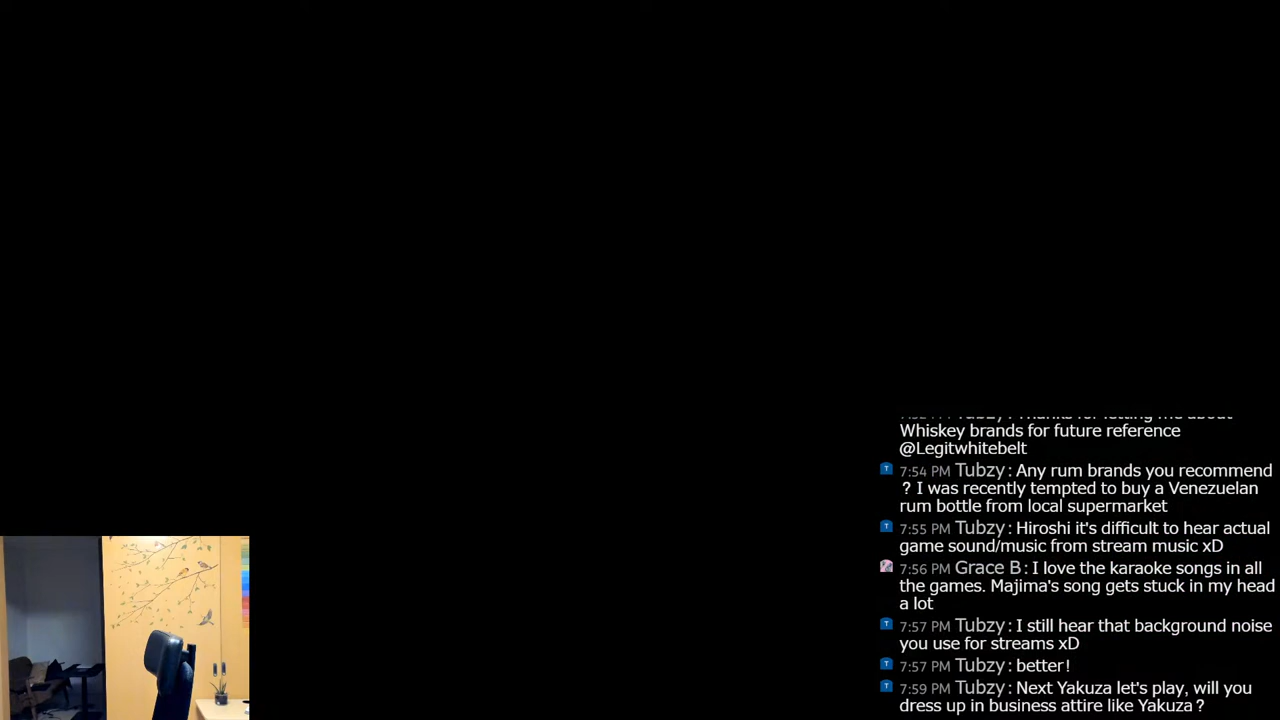 Whiskey brands for future reference
@Legitwhitebelt
T 7:54 PM Tubzy: Any rum brands you recommend
? I was recently tempted to buy a Venezuelan
rum bottle from local supermarket
T 7:55 PM Tubzy: Hiroshi it's difficult to hear actual
game sound/music from stream music xD
7:56 PM Grace B: I love the karaoke songs in all
the games. Majima's song gets stuck in my head
a lot
T 7:57 PM Tubzy: I still hear that background noise
you use for streams xD
T 7:57 PM Tubzy: better!
T 7:59 PM Tubzy: Next Yakuza let's play, will you
dress up in business attire like Yakuza?